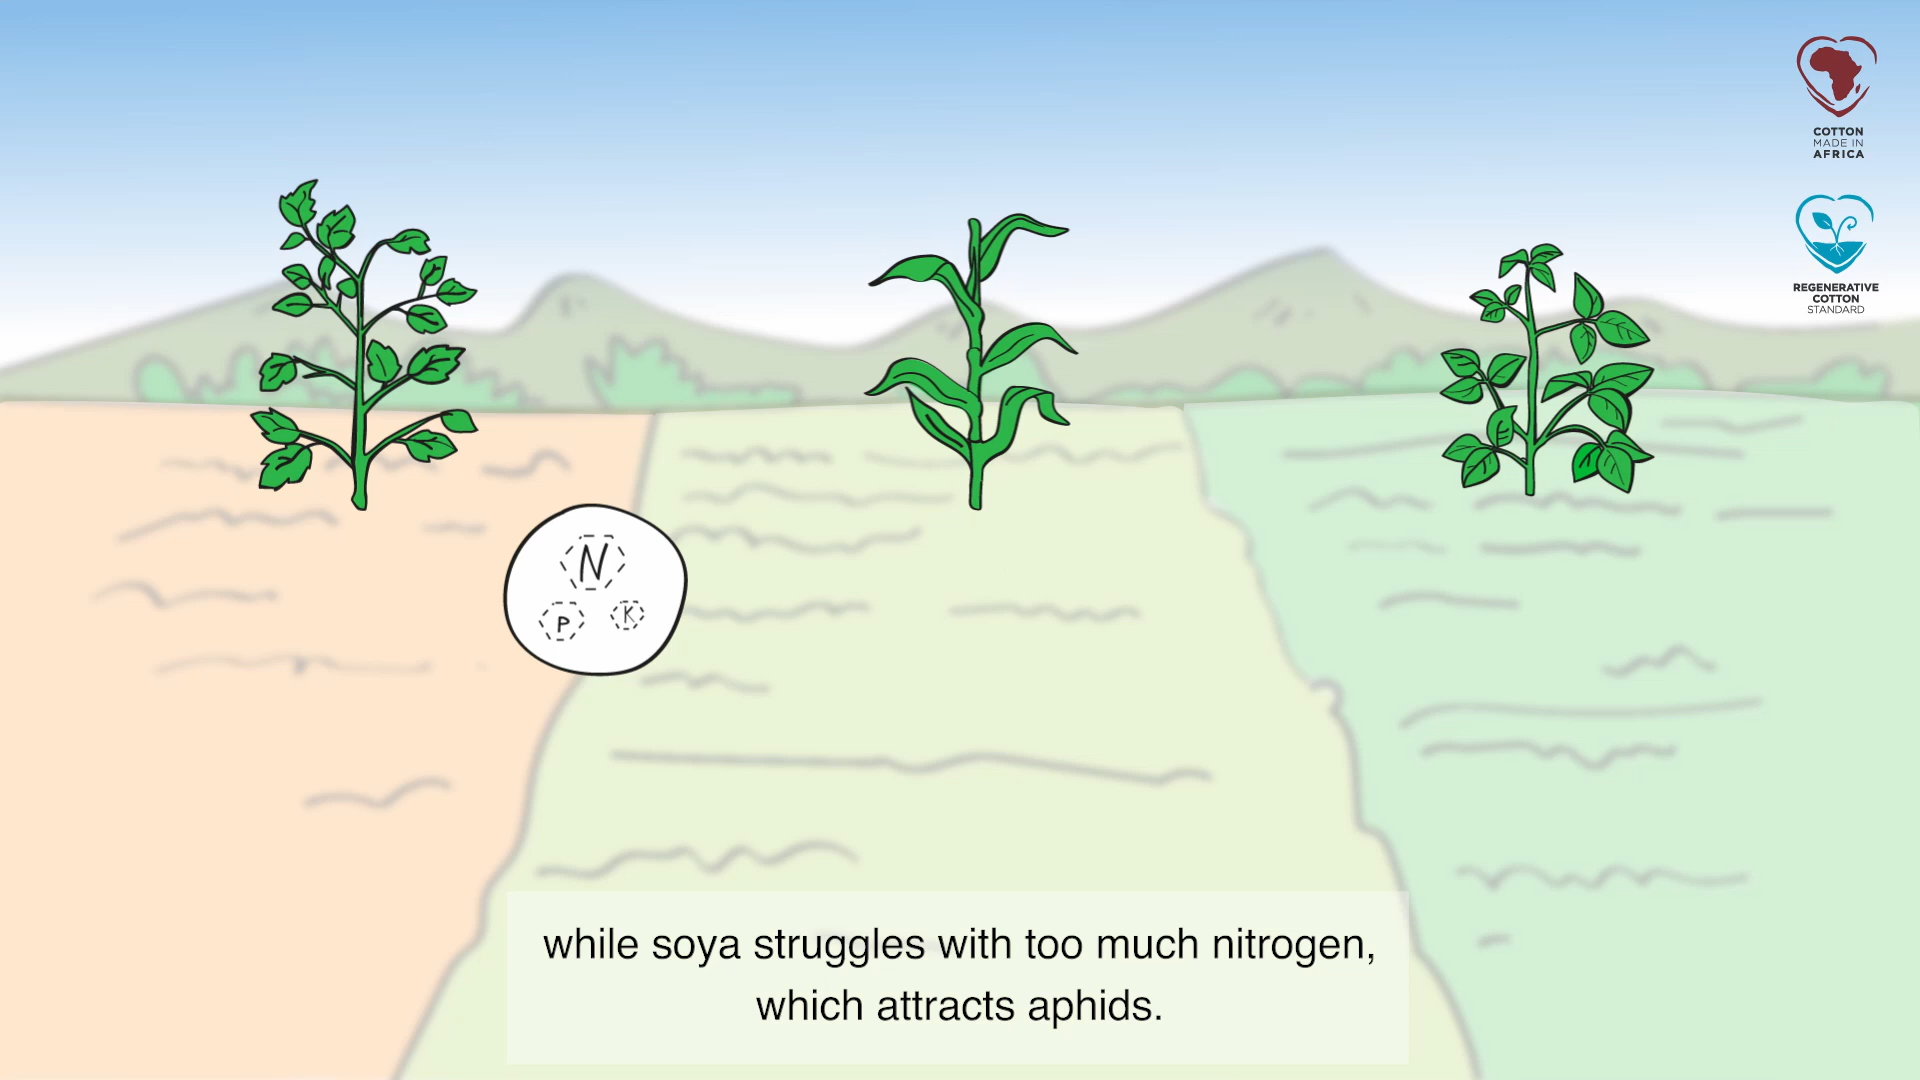 COTTON
MADE IN
AFRICA
REGENERATIVE
COTTON
STANDARD
N
P
K
while soya struggles with too much nitrogen,
which attracts aphids.